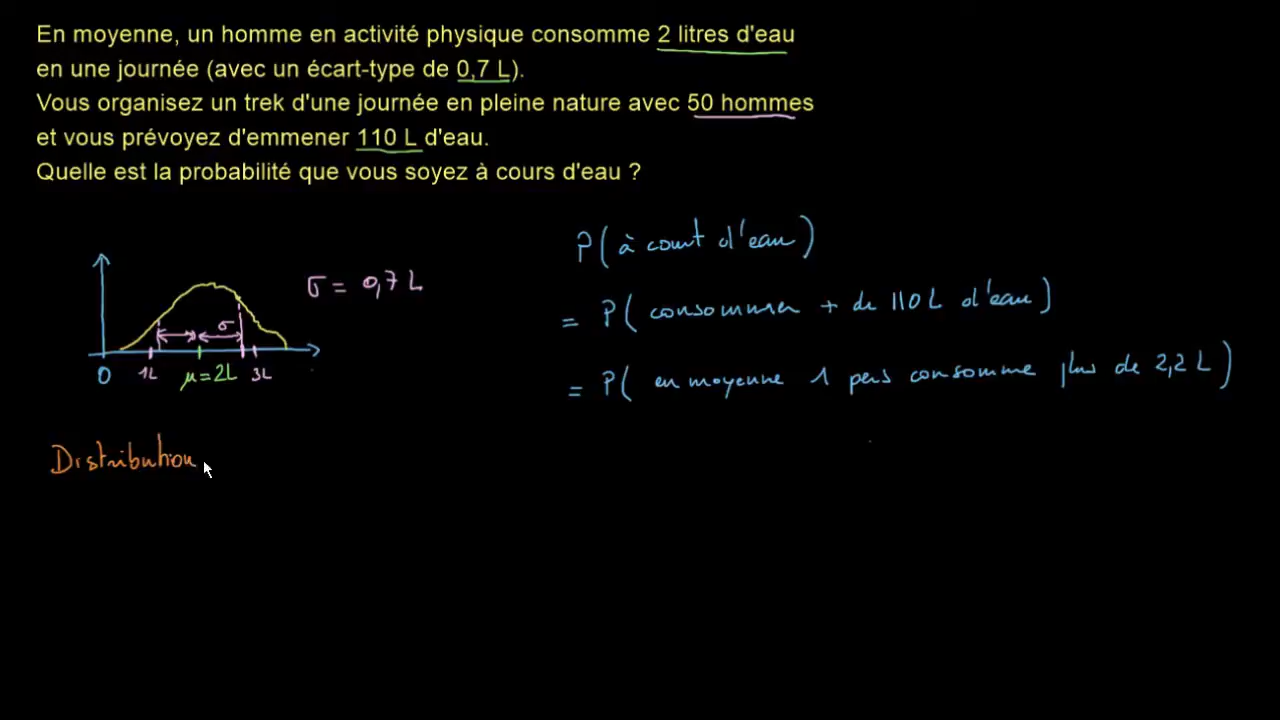 En moyenne, un homme en activité physique consomme 2 litres d'eau
en une journée (avec un écart-type de 0,7 L).
Vous organisez un trek d'une journée en pleine nature avec 50 hommes
et vous prévoyez d'emmener 110 L d'eau.
Quelle est la probabilité que vous soyez à cours d'eau ?
P( à court d'eau )
σ = 0,7 L
= P( consommer + de 110 L d'eau )
σ
0 1L μ=2L 3L
= P( en moyenne 1 pers consomme plus de 2,2 L )
Distribution